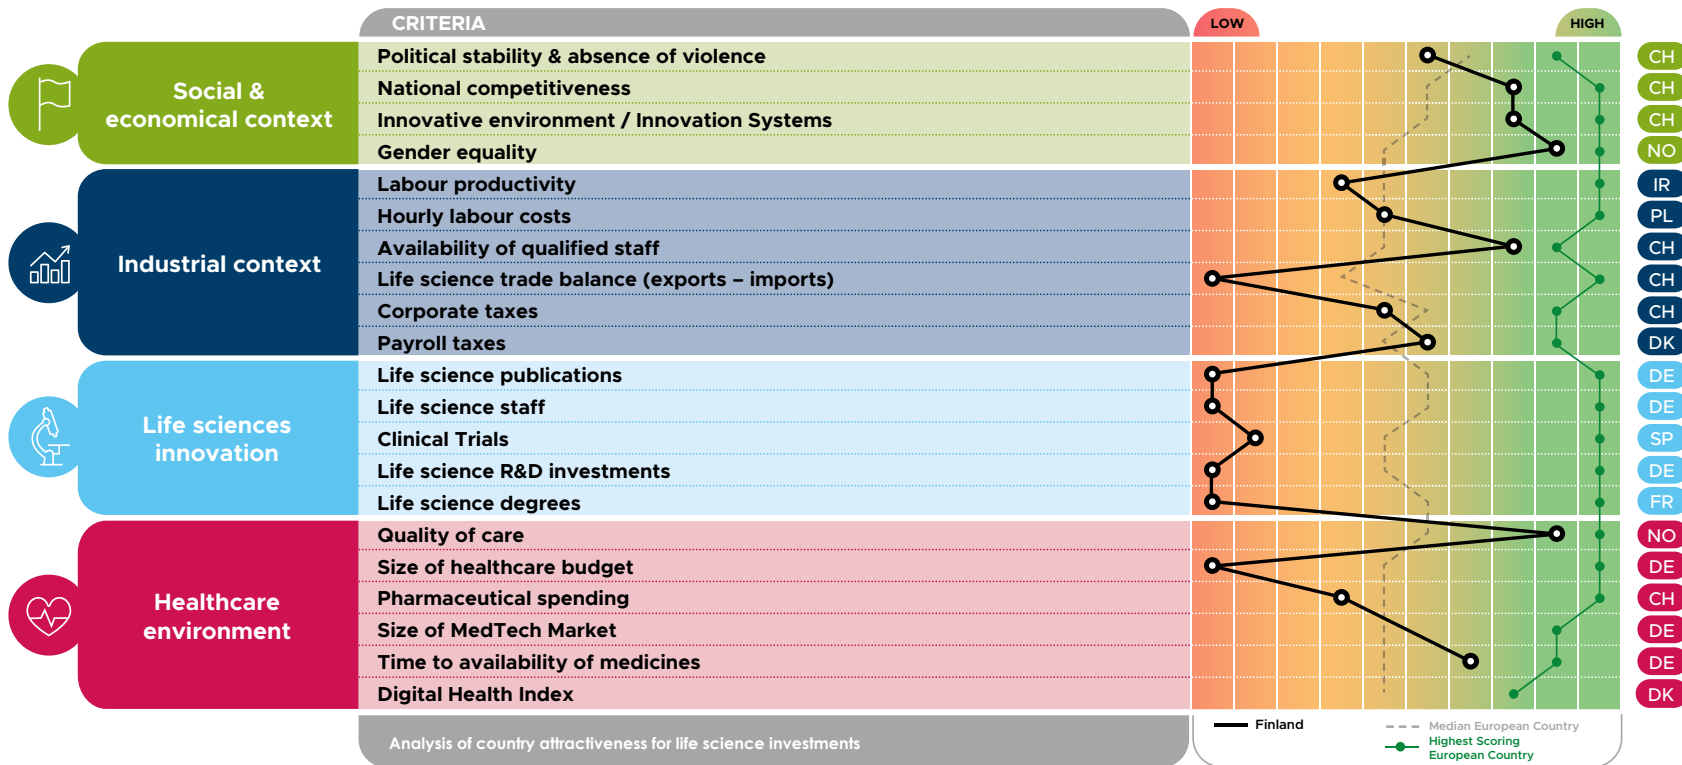 CRITERIA
LOW
HIGH
Social &
economical context
Political stability & absence of violence
CH
National competitiveness
CH
Innovative environment / Innovation Systems
CH
Gender equality
NO
Industrial context
Labour productivity
IR
Hourly labour costs
PL
Availability of qualified staff
CH
Life science trade balance (exports – imports)
CH
Corporate taxes
CH
Payroll taxes
DK
Life sciences
innovation
Life science publications
DE
Life science staff
DE
Clinical Trials
SP
Life science R&D investments
DE
Life science degrees
FR
Healthcare
environment
Quality of care
NO
Size of healthcare budget
DE
Pharmaceutical spending
CH
Size of MedTech Market
DE
Time to availability of medicines
DE
Digital Health Index
DK
Analysis of country attractiveness for life science investments
Finland
Median European Country
Highest Scoring
European Country